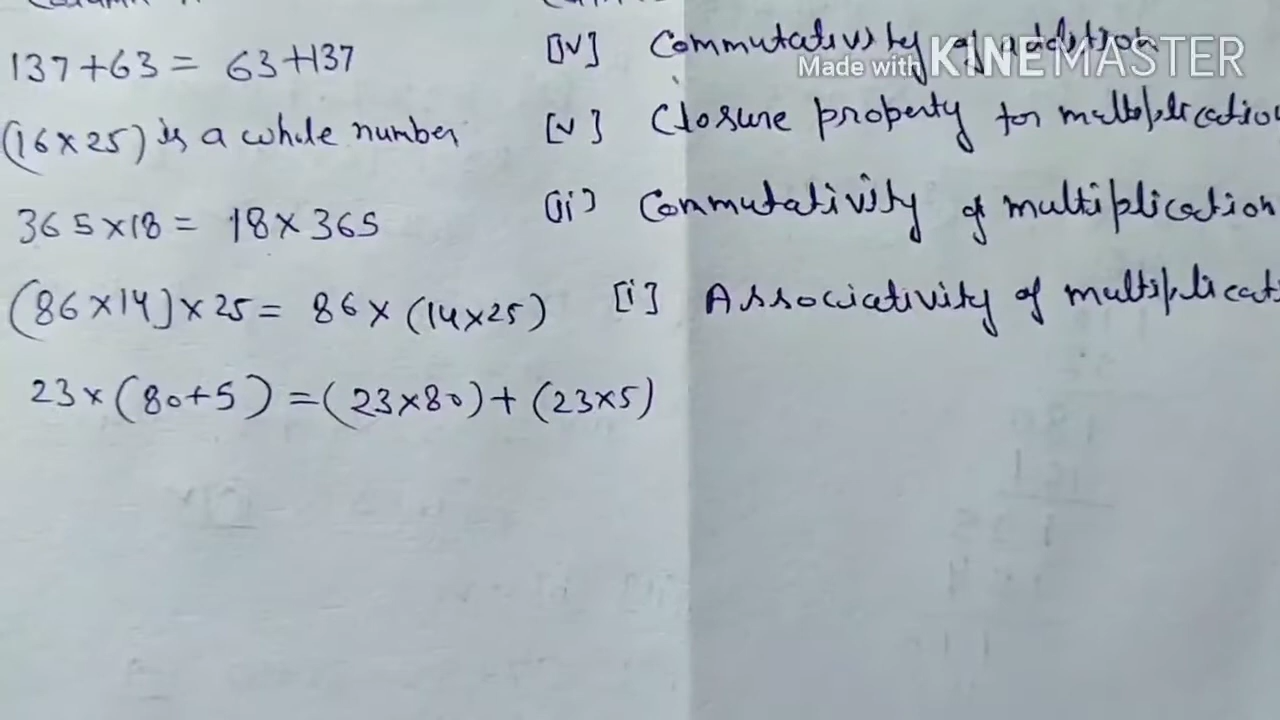 137+63 = 63+137 [iv] Commutativity of addition
Made with KINEMASTER
(16×25) is a whole number [v] Closure property for multiplication
365×18 = 18×365 [ii] Commutativity of multiplication
(86×14)×25 = 86×(14×25) [i] Associativity of multiplicati
23×(80+5) = (23×80)+(23×5)